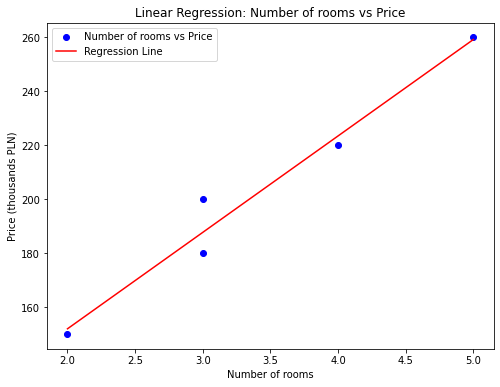 Linear Regression: Number of rooms vs Price
Number of rooms vs Price
Regression Line
Price (thousands PLN)
260
240
220
200
180
160
2.0 2.5 3.0 3.5 4.0 4.5 5.0
Number of rooms